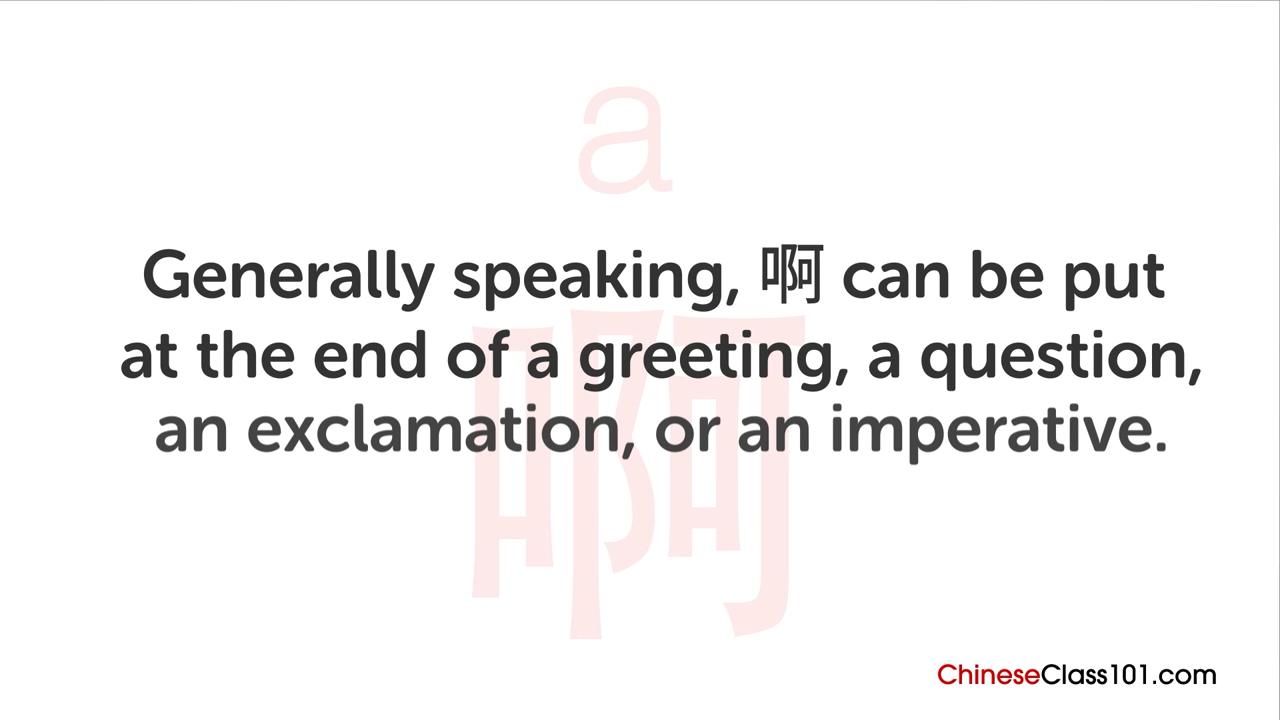 a
Generally speaking, 啊 can be put
at the end of a greeting, a question,
an exclamation, or an imperative.
啊
ChineseClass101.com